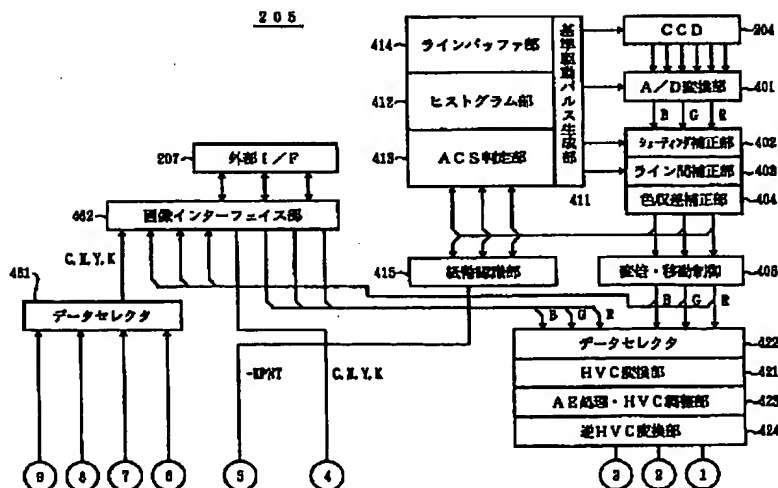 205
414
ラインバッファ部
412
ヒストグラム部
413
ACS判定部
基準駆動パルス生成部
411
CCD
204
A/D変換部
401
B G R
シェーディング補正部
402
ライン間補正部
403
色収差補正部
404
207
外部I/F
462
画像インターフェイス部
C,M,Y,K
461
データセレクタ
415
紙幣認識部
変倍・移動制御
405
B G R
B G R
データセレクタ
422
HVC変換部
421
AE処理・HVC調整部
423
逆HVC変換部
424
-MPNT
C,M,Y,K
9
8
7
6
5
4
3
2
1